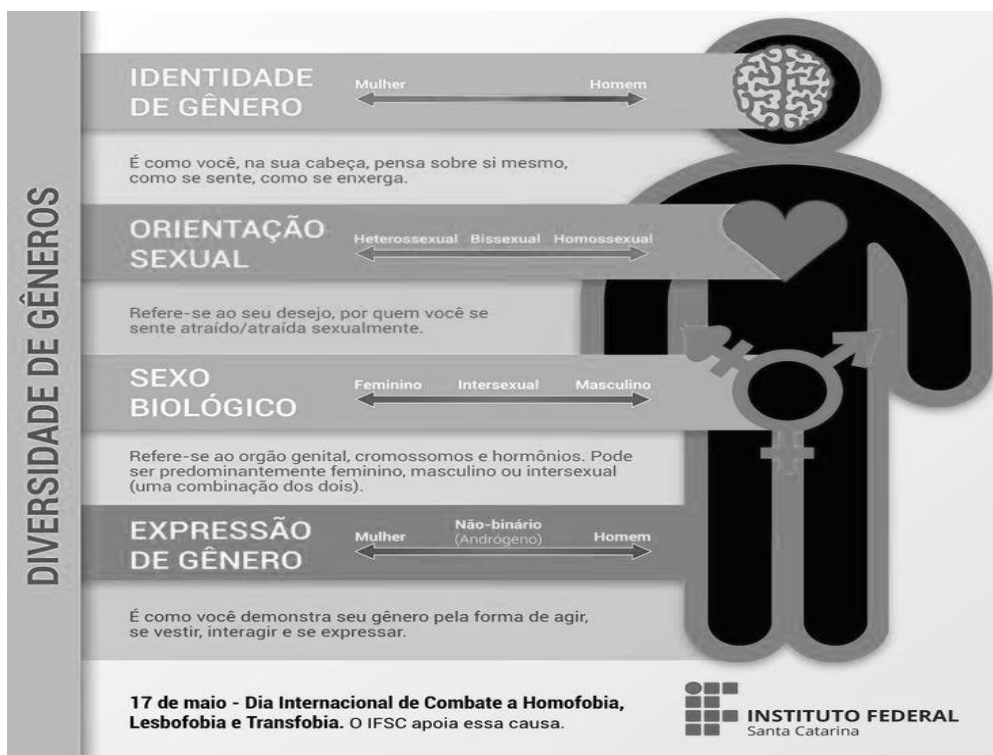 DIVERSIDADE DE GÊNEROS
IDENTIDADE
DE GÊNERO
Mulher Homem
É como você, na sua cabeça, pensa sobre si mesmo,
como se sente, como se enxerga.
ORIENTAÇÃO
SEXUAL
Heterossexual Bissexual Homossexual
Refere-se ao seu desejo, por quem você se
sente atraído/atraída sexualmente.
SEXO
BIOLÓGICO
Feminino Intersexual Masculino
Refere-se ao orgão genital, cromossomos e hormônios. Pode
ser predominantemente feminino, masculino ou intersexual
(uma combinação dos dois).
EXPRESSÃO
DE GÊNERO
Mulher Não-binário Homem
(Andrógeno)
É como você demonstra seu gênero pela forma de agir,
se vestir, interagir e se expressar.
17 de maio - Dia Internacional de Combate a Homofobia,
Lesbofobia e Transfobia. O IFSC apoia essa causa.
INSTITUTO FEDERAL
Santa Catarina